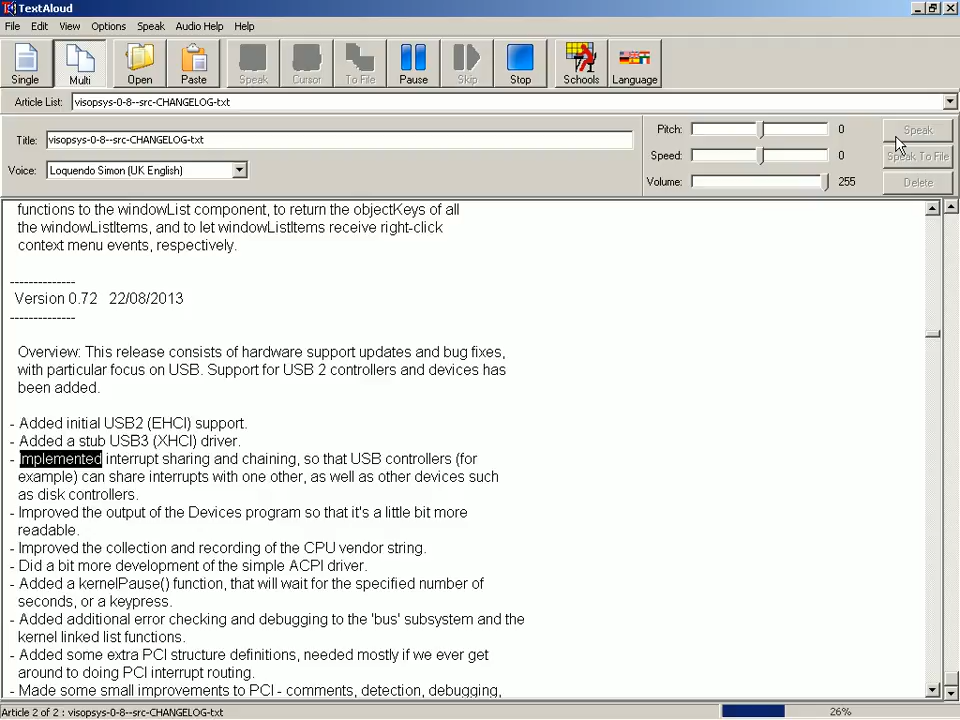 TextAloud
File Edit View Options Speak Audio Help Help
Single Multi Open Paste Speak Cursor To File Pause Skip Stop Schools Language
Article List: visopsys-0-8--src-CHANGELOG-txt
Title: visopsys-0-8--src-CHANGELOG-txt
Voice: Loquendo Simon (UK English)
Pitch: 0 Speak
Speed: 0 Speak To File
Volume: 255 Delete
functions to the windowList component, to return the objectKeys of all
the windowListItems, and to let windowListItems receive right-click
context menu events, respectively.
--------------
Version 0.72 22/08/2013
--------------
Overview: This release consists of hardware support updates and bug fixes,
with particular focus on USB. Support for USB 2 controllers and devices has
been added.
- Added initial USB2 (EHCI) support.
- Added a stub USB3 (XHCI) driver.
- Implemented interrupt sharing and chaining, so that USB controllers (for
example) can share interrupts with one other, as well as other devices such
as disk controllers.
- Improved the output of the Devices program so that it's a little bit more
readable.
- Improved the collection and recording of the CPU vendor string.
- Did a bit more development of the simple ACPI driver.
- Added a kernelPause() function, that will wait for the specified number of
seconds, or a keypress.
- Added additional error checking and debugging to the 'bus' subsystem and the
kernel linked list functions.
- Added some extra PCI structure definitions, needed mostly if we ever get
around to doing PCI interrupt routing.
- Made some small improvements to PCI - comments, detection, debugging,
Article 2 of 2 : visopsys-0-8--src-CHANGELOG-txt 26%